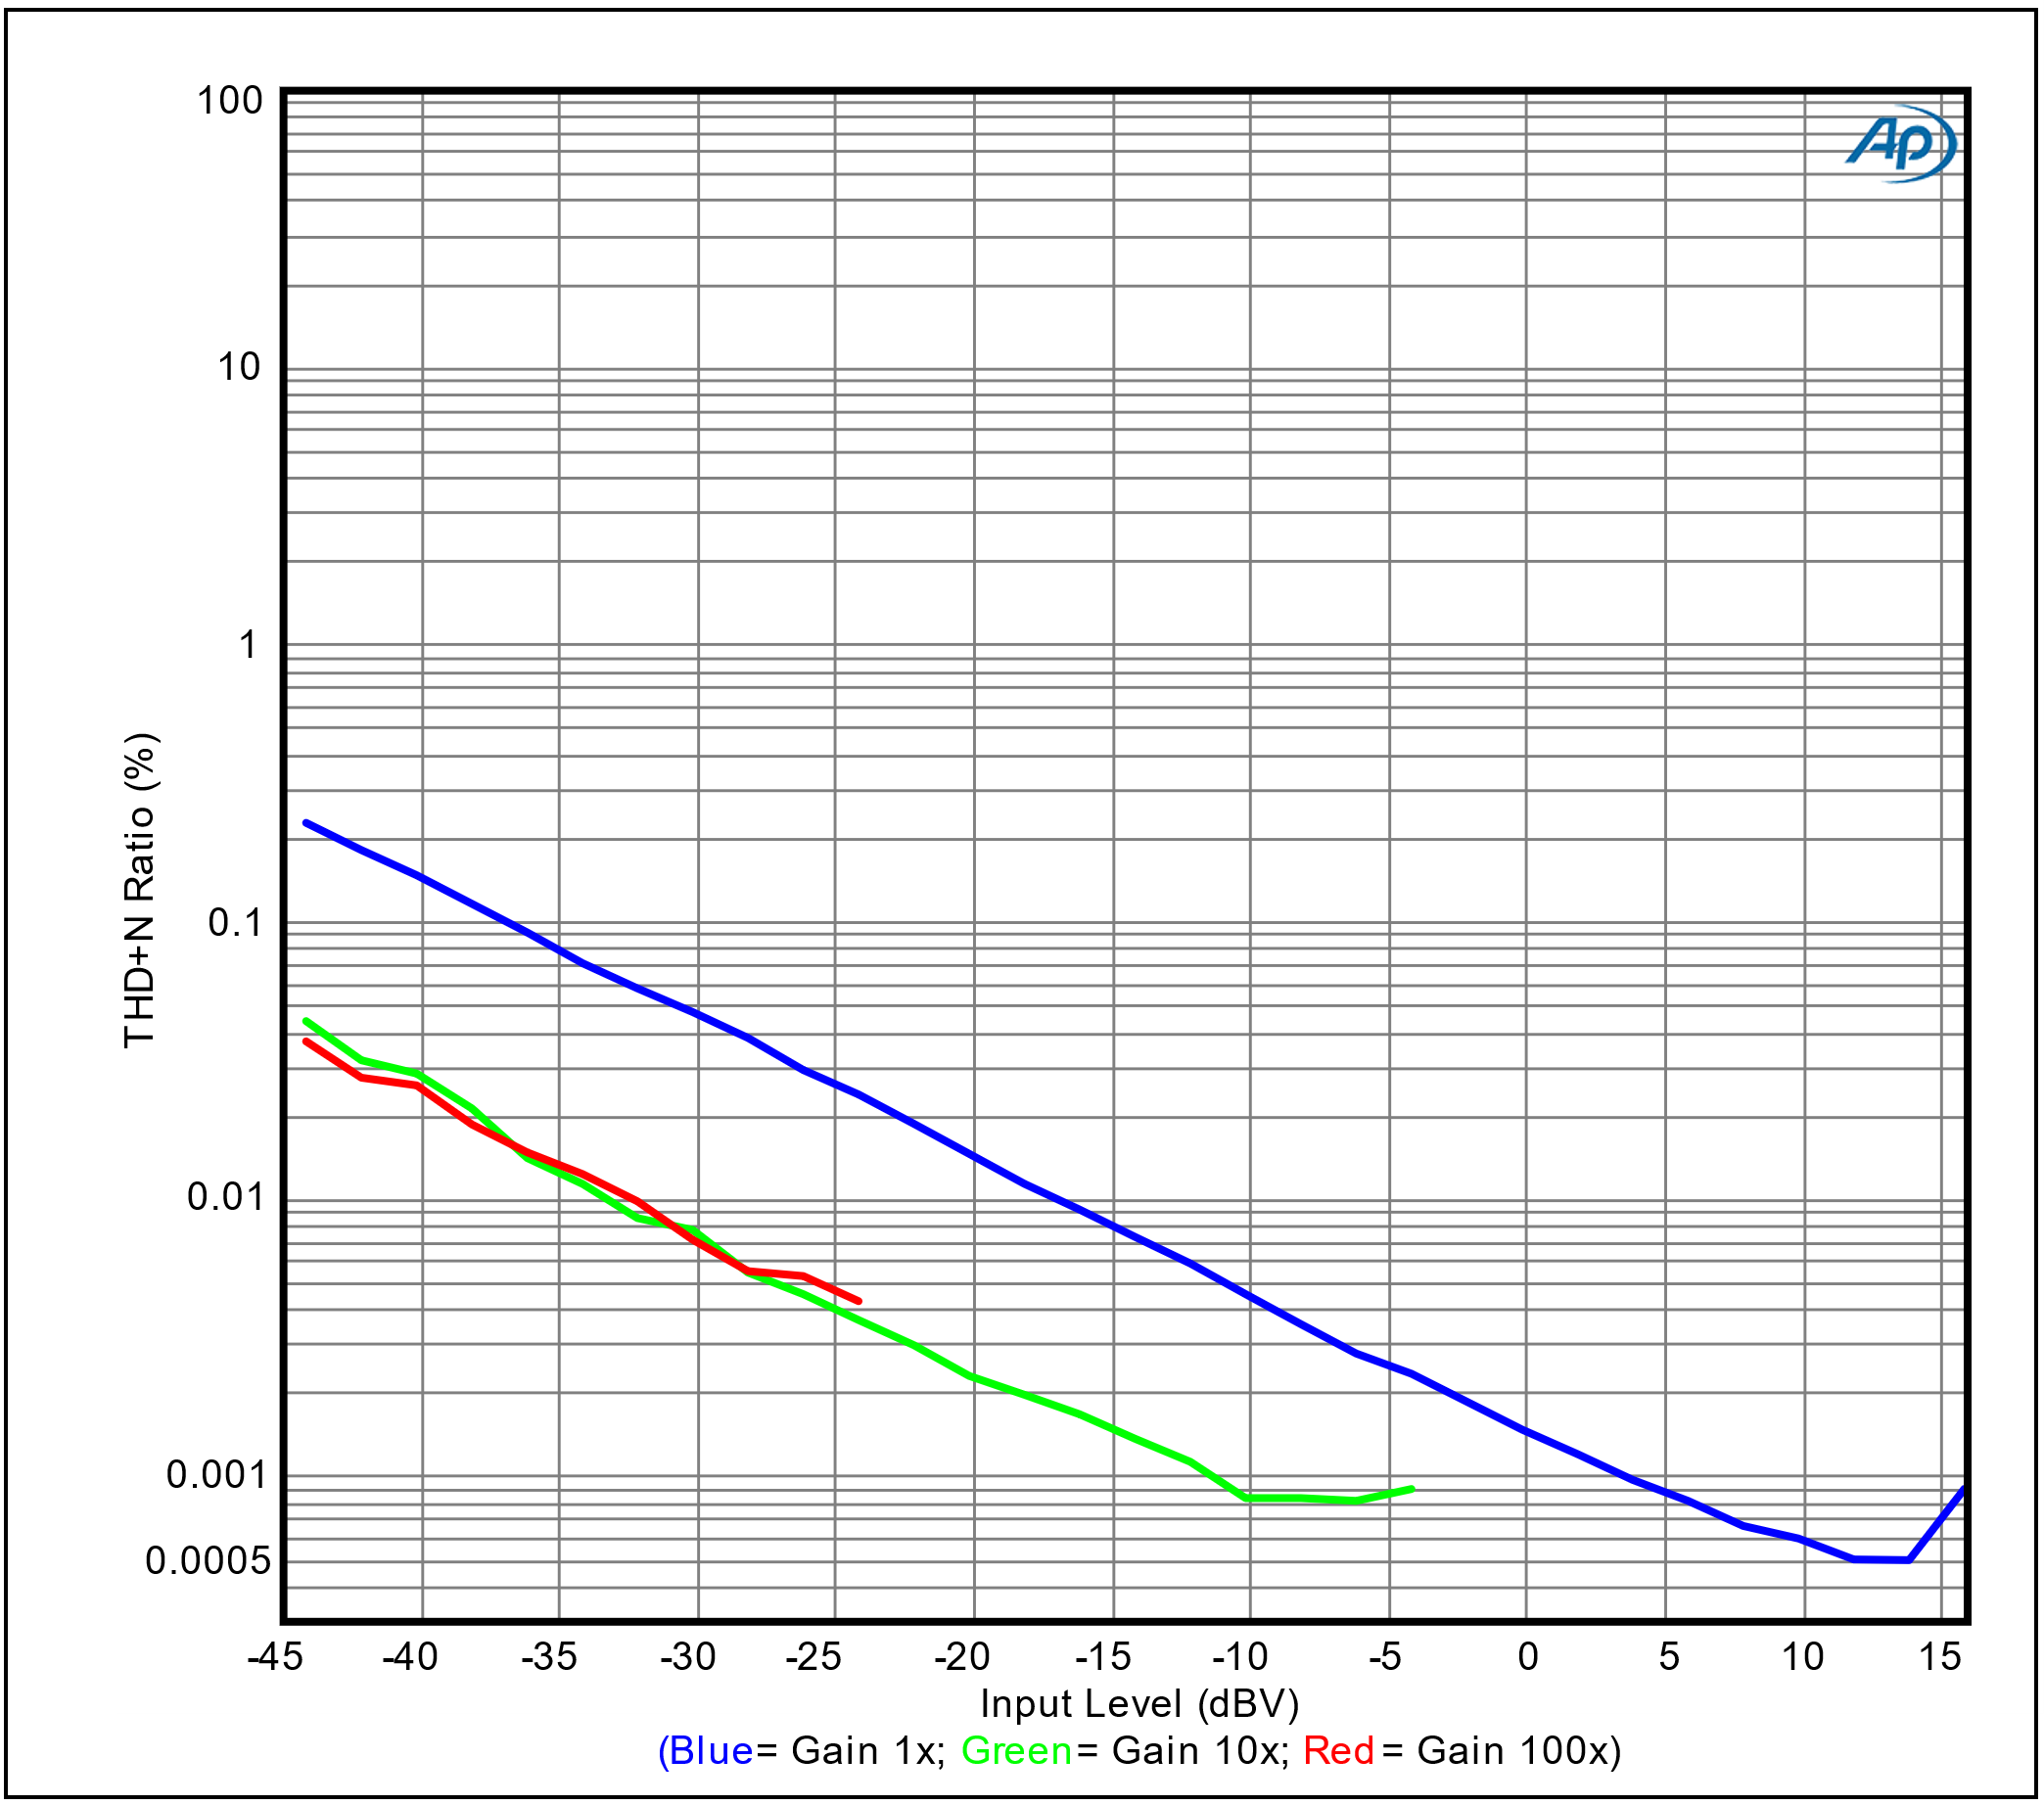 100
Ap
10
1
0.1
0.01
0.001
0.0005
THD+N Ratio (%)
-45 -40 -35 -30 -25 -20 -15 -10 -5 0 5 10 15
Input Level (dBV)
(Blue= Gain 1x; Green= Gain 10x; Red= Gain 100x)